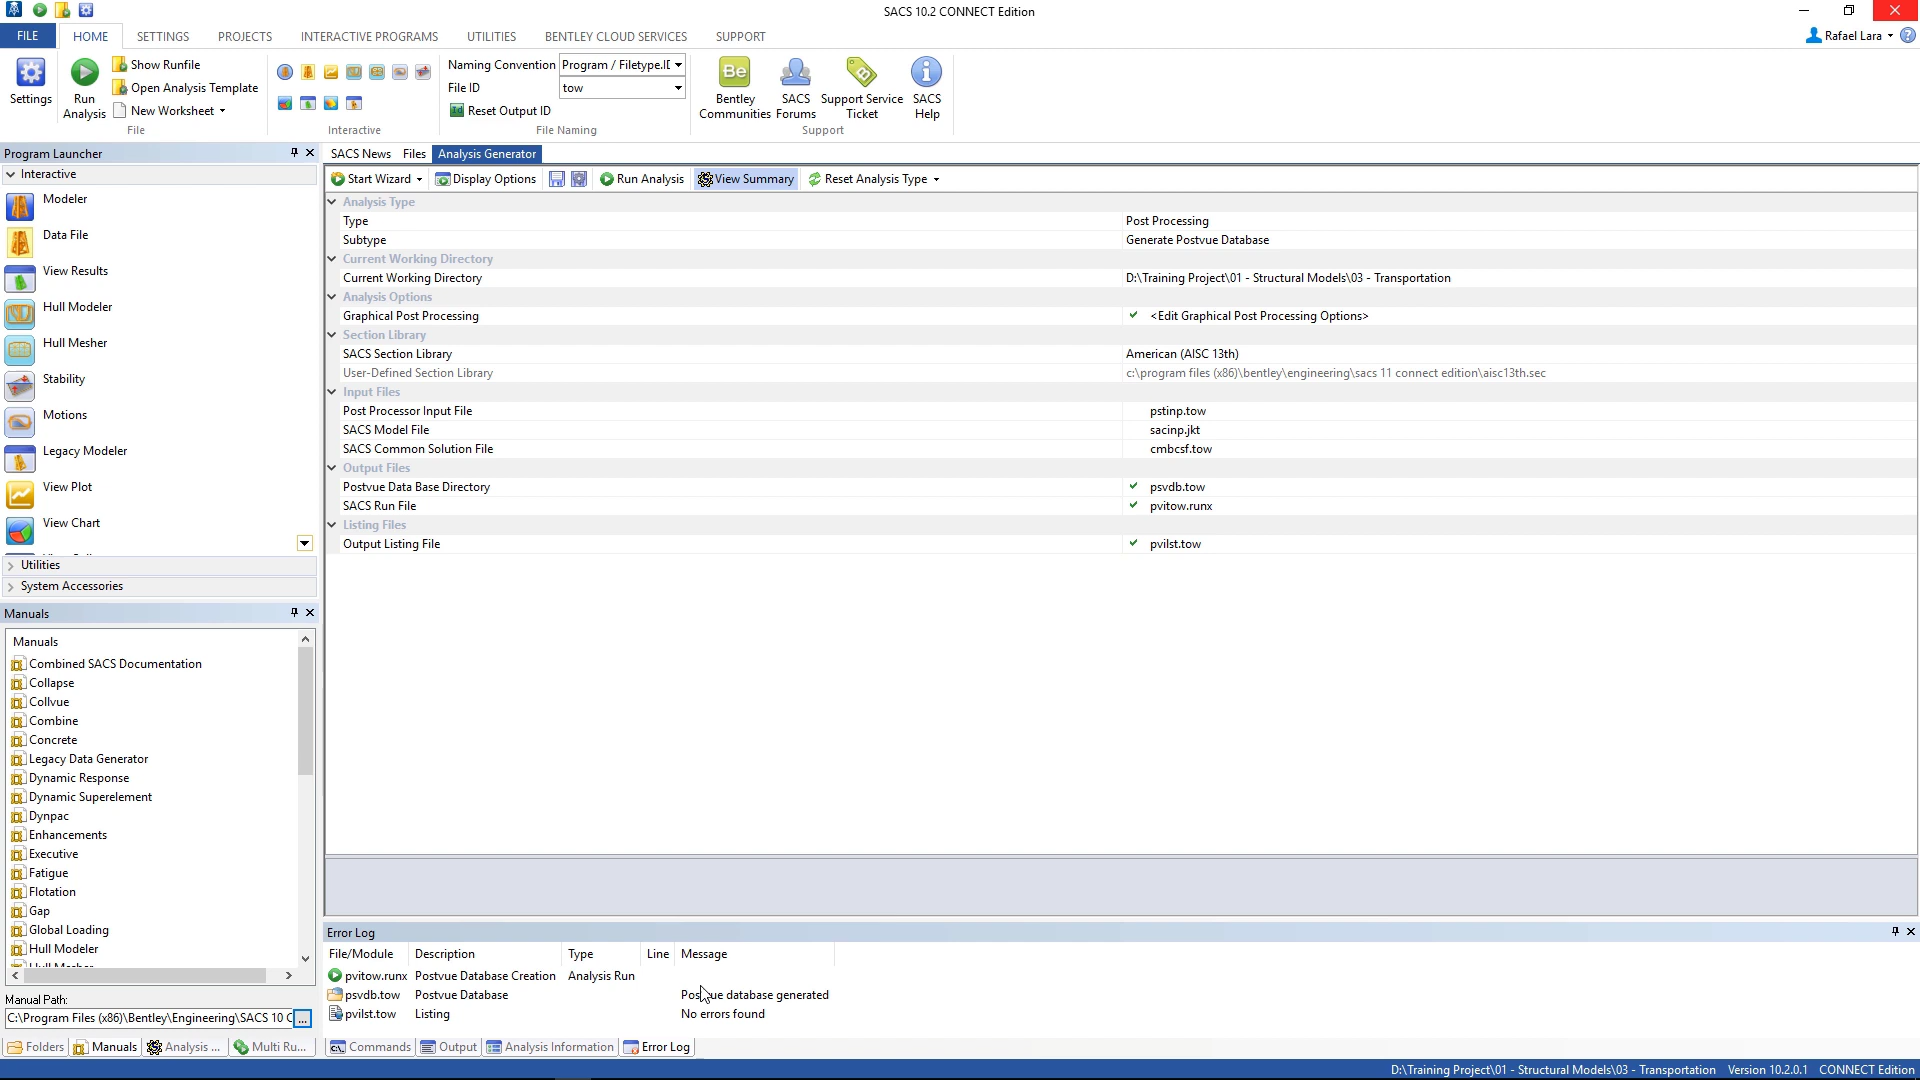 SACS 10.2 CONNECT Edition
FILE HOME SETTINGS PROJECTS INTERACTIVE PROGRAMS UTILITIES BENTLEY CLOUD SERVICES SUPPORT
Rafael Lara
Settings
Run
Analysis
Show Runfile
Open Analysis Template
New Worksheet
File
Interactive
Naming Convention Program / Filetype.IL
File ID tow
Id Reset Output ID
File Naming
Be
Bentley
Communities
SACS
Forums
Support Service
Ticket
SACS
Help
Support
Program Launcher
Interactive
Modeler
Data File
View Results
Hull Modeler
Hull Mesher
Stability
Motions
Legacy Modeler
View Plot
View Chart
Utilities
System Accessories
Manuals
Manuals
Combined SACS Documentation
Collapse
Collvue
Combine
Concrete
Legacy Data Generator
Dynamic Response
Dynamic Superelement
Dynpac
Enhancements
Executive
Fatigue
Flotation
Gap
Global Loading
Hull Modeler
Manual Path:
C:\Program Files (x86)\Bentley\Engineering\SACS 10 C ...
Folders Manuals Analysis ... Multi Ru...
SACS News Files Analysis Generator
Start Wizard Display Options Run Analysis View Summary Reset Analysis Type
Analysis Type
Type Post Processing
Subtype Generate Postvue Database
Current Working Directory
Current Working Directory D:\Training Project\01 - Structural Models\03 - Transportation
Analysis Options
Graphical Post Processing <Edit Graphical Post Processing Options>
Section Library
SACS Section Library American (AISC 13th)
User-Defined Section Library c:\program files (x86)\bentley\engineering\sacs 11 connect edition\aisc13th.sec
Input Files
Post Processor Input File pstinp.tow
SACS Model File sacinp.jkt
SACS Common Solution File cmbcsf.tow
Output Files
Postvue Data Base Directory psvdb.tow
SACS Run File pvitow.runx
Listing Files
Output Listing File pvilst.tow
Error Log
File/Module Description Type Line Message
pvitow.runx Postvue Database Creation Analysis Run
psvdb.tow Postvue Database Postvue database generated
pvilst.tow Listing No errors found
Commands Output Analysis Information Error Log
D:\Training Project\01 - Structural Models\03 - Transportation Version 10.2.0.1 CONNECT Edition